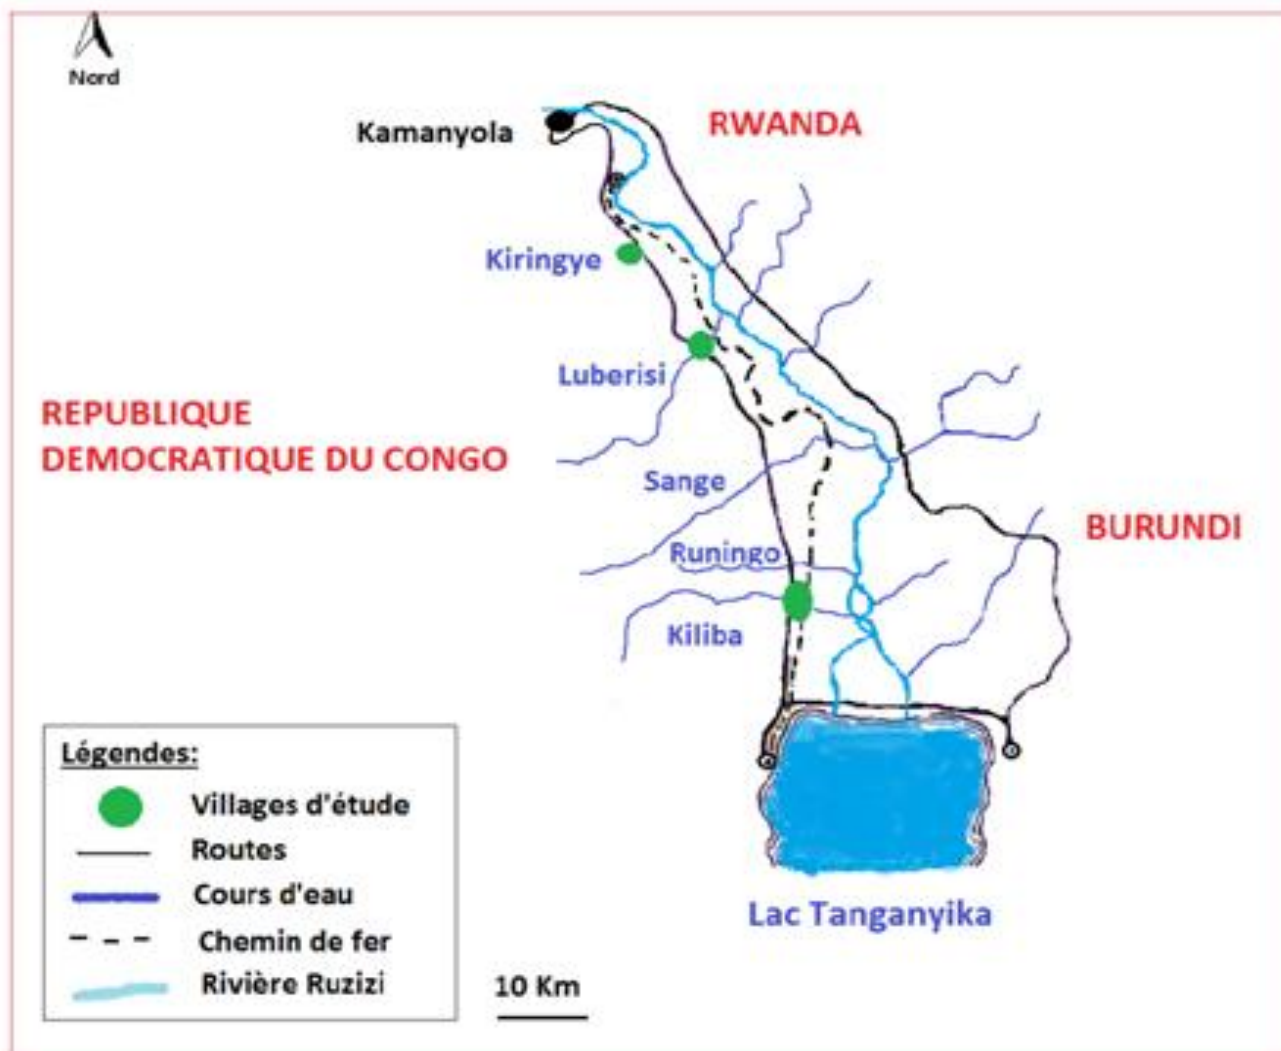 Nord
Kamanyola
RWANDA
Kiringye
Luberisi
REPUBLIQUE
DEMOCRATIQUE DU CONGO
Sange
BURUNDI
Runingo
Kiliba
Légendes:
Villages d'étude
Routes
Cours d'eau
Chemin de fer
Rivière Ruzizi
10 Km
Lac Tanganyika